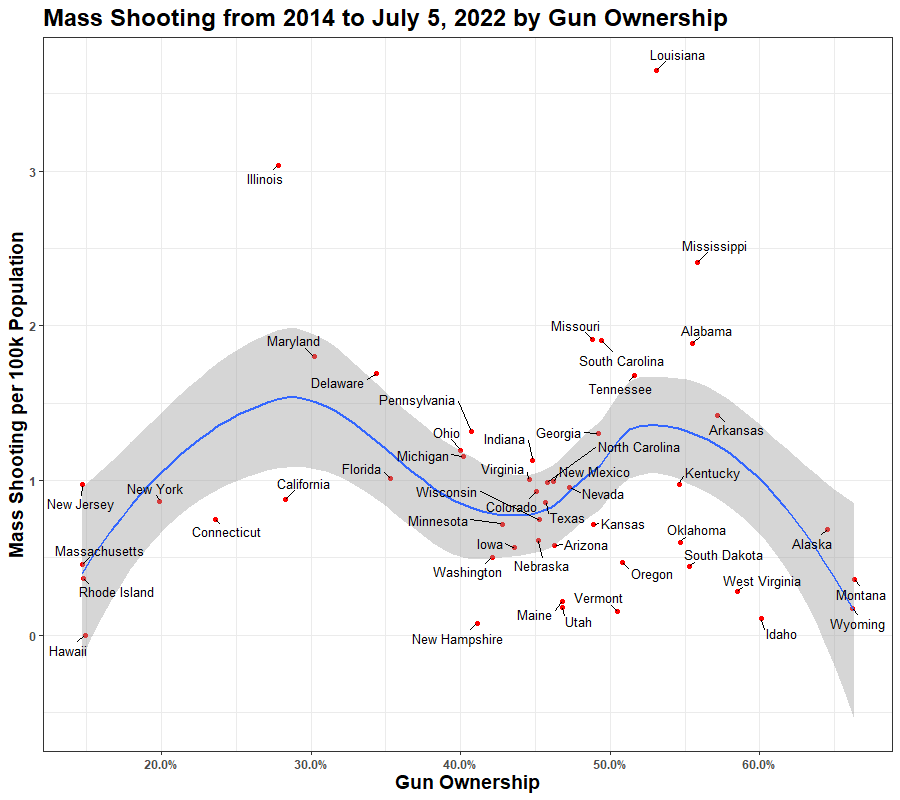 Mass Shooting from 2014 to July 5, 2022 by Gun Ownership
Louisiana
3
Illinois
Mississippi
2
Missouri
Alabama
Maryland
South Carolina
Delaware
Tennessee
Pennsylvania
Ohio
Georgia
Arkansas
Indiana
North Carolina
Michigan
Florida
Virginia
New Mexico
Kentucky
1
New York
California
Wisconsin
Nevada
New Jersey
Colorado
Texas
Minnesota
Kansas
Connecticut
Oklahoma
Iowa
Arizona
Alaska
Massachusetts
South Dakota
Washington
Nebraska
Oregon
West Virginia
Rhode Island
Vermont
Montana
Maine
Utah
Wyoming
0
New Hampshire
Idaho
Hawaii
Mass Shooting per 100k Population
20.0%
30.0%
40.0%
50.0%
60.0%
Gun Ownership